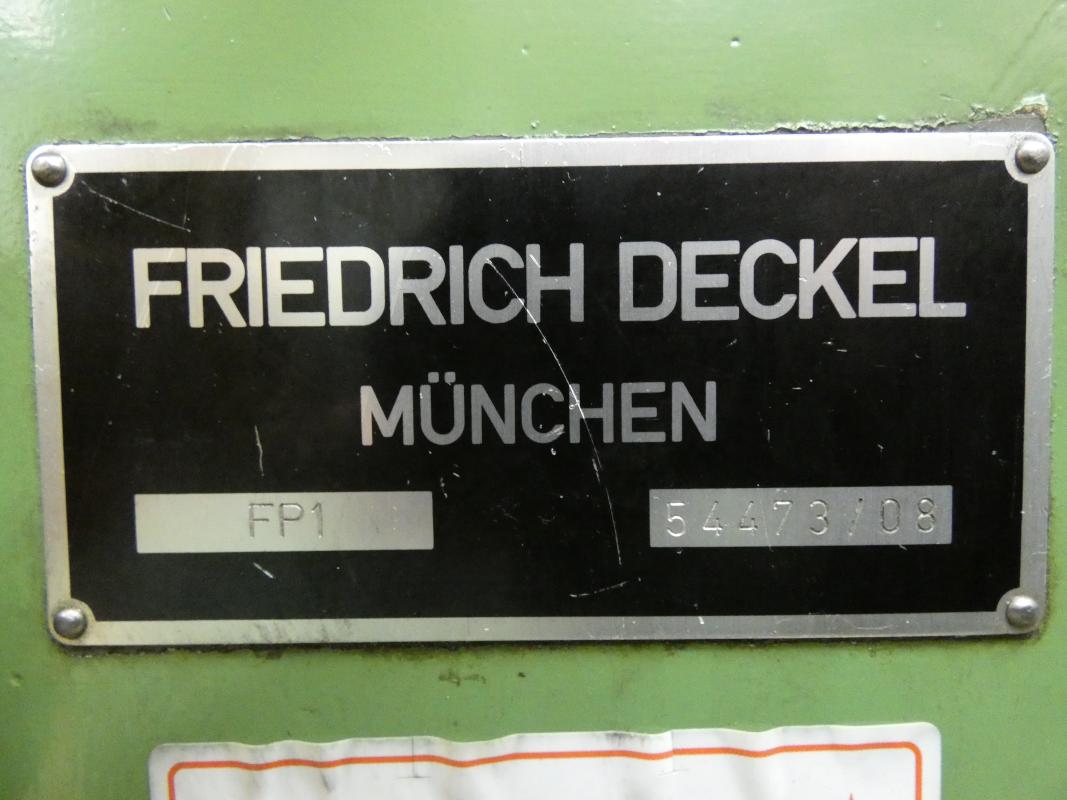 FRIEDRICH DECKEL
MÜNCHEN
FP1 54473/08